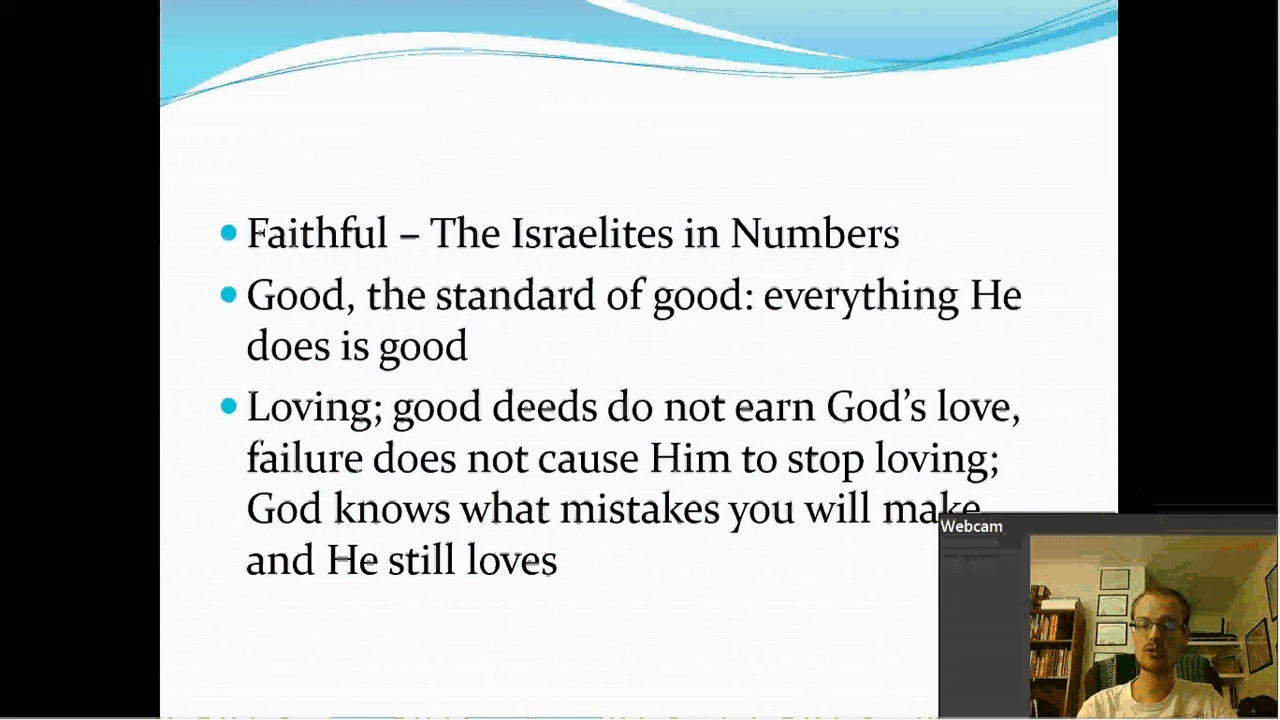 Faithful – The Israelites in Numbers
Good, the standard of good: everything He
does is good
Loving; good deeds do not earn God's love,
failure does not cause Him to stop loving;
God knows what mistakes you will make
and He still loves
Webcam